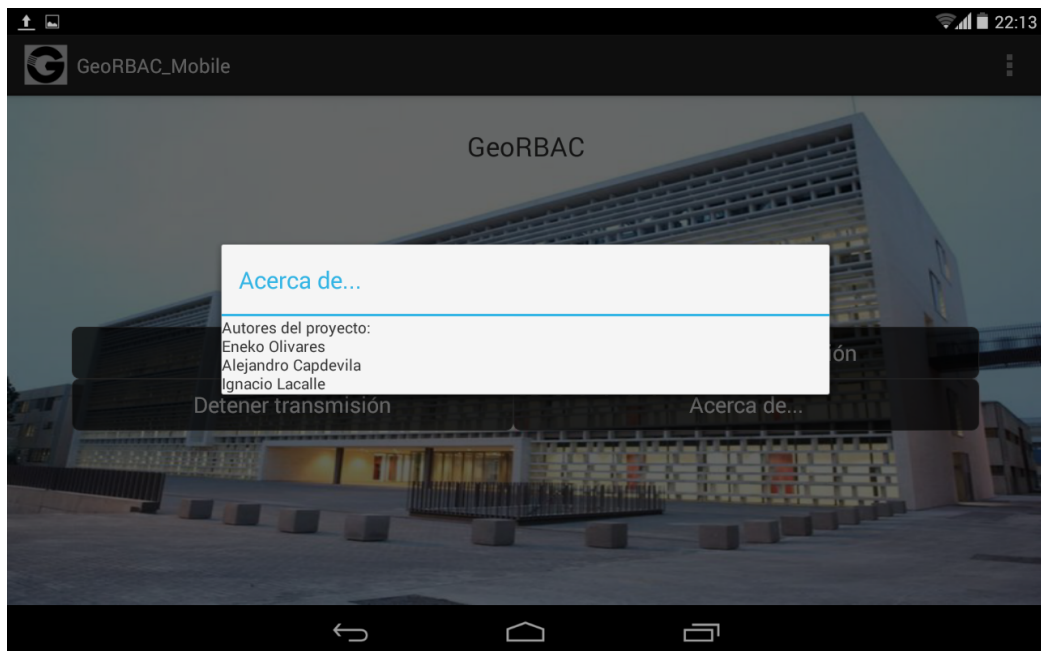 22:13
GeoRBAC_Mobile
GeoRBAC
Acerca de...
Autores del proyecto:
Eneko Olivares
Alejandro Capdevila
Ignacio Lacalle
ión
Detener transmisión
Acerca de...